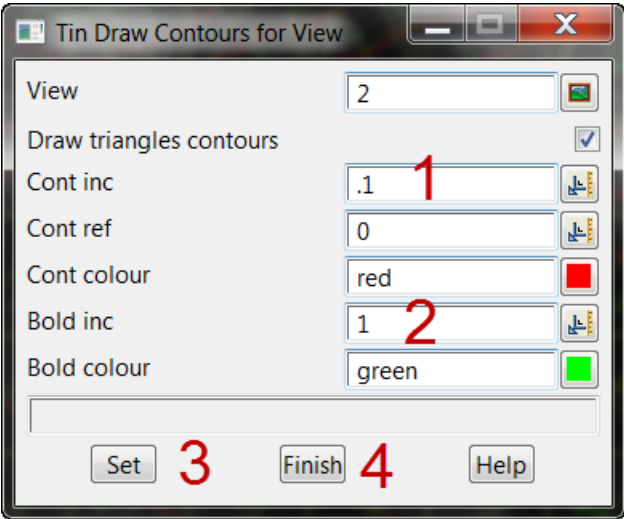 Tin Draw Contours for View
X
View 2
Draw triangles contours
Cont inc .1 1
Cont ref 0
Cont colour red
Bold inc 1 2
Bold colour green
Set 3 Finish 4 Help